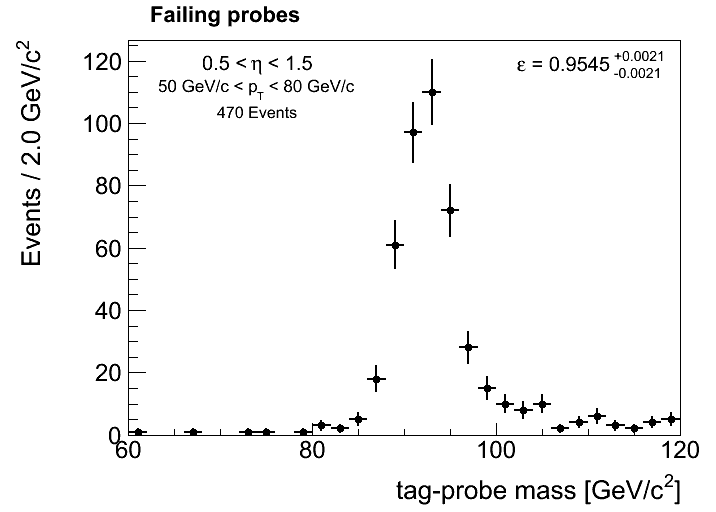 Failing probes
0.5 < η < 1.5
50 GeV/c < pT < 80 GeV/c
470 Events
ε = 0.9545 +0.0021 -0.0021
Events / 2.0 GeV/c²
120
100
80
60
40
20
0
60 80 100 120
tag-probe mass [GeV/c²]